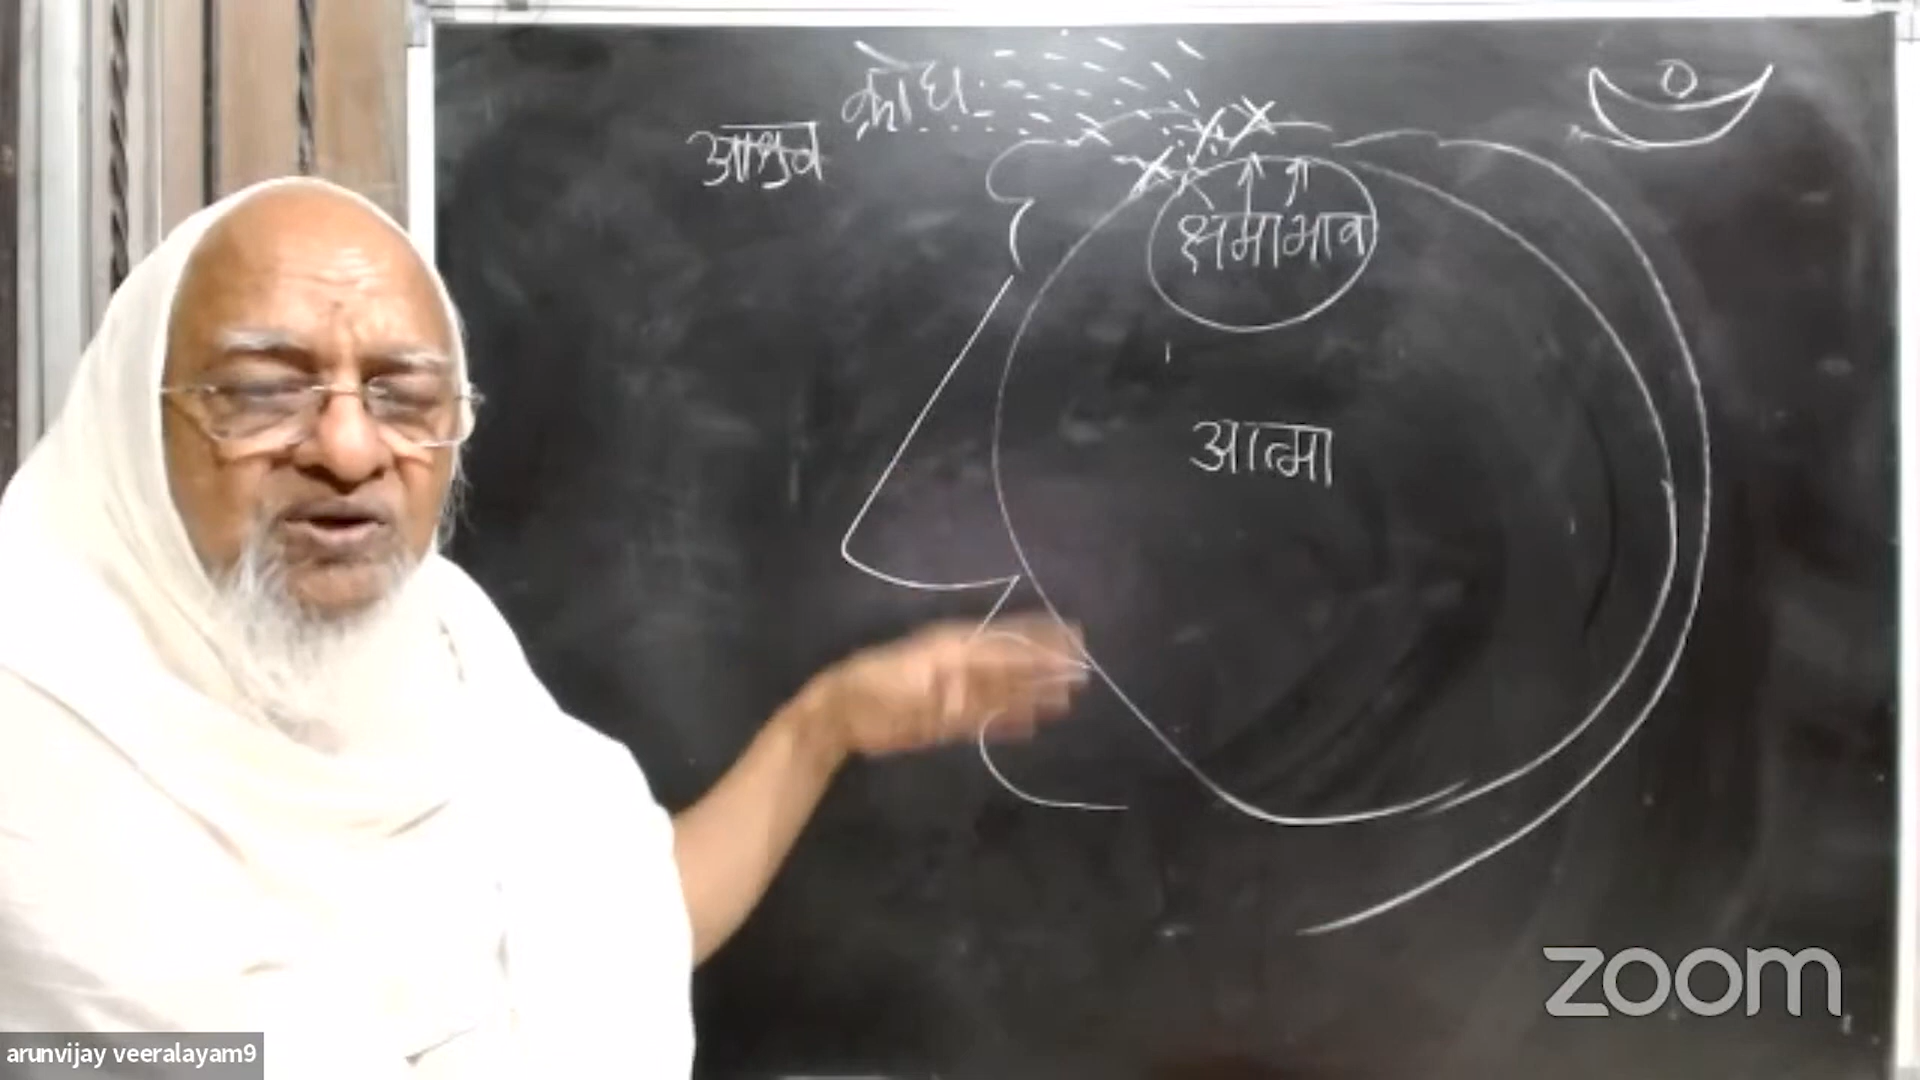 क्रोध
आश्रव
क्षमाभाव
आत्मा
zoom
arunvijay veeralayam9